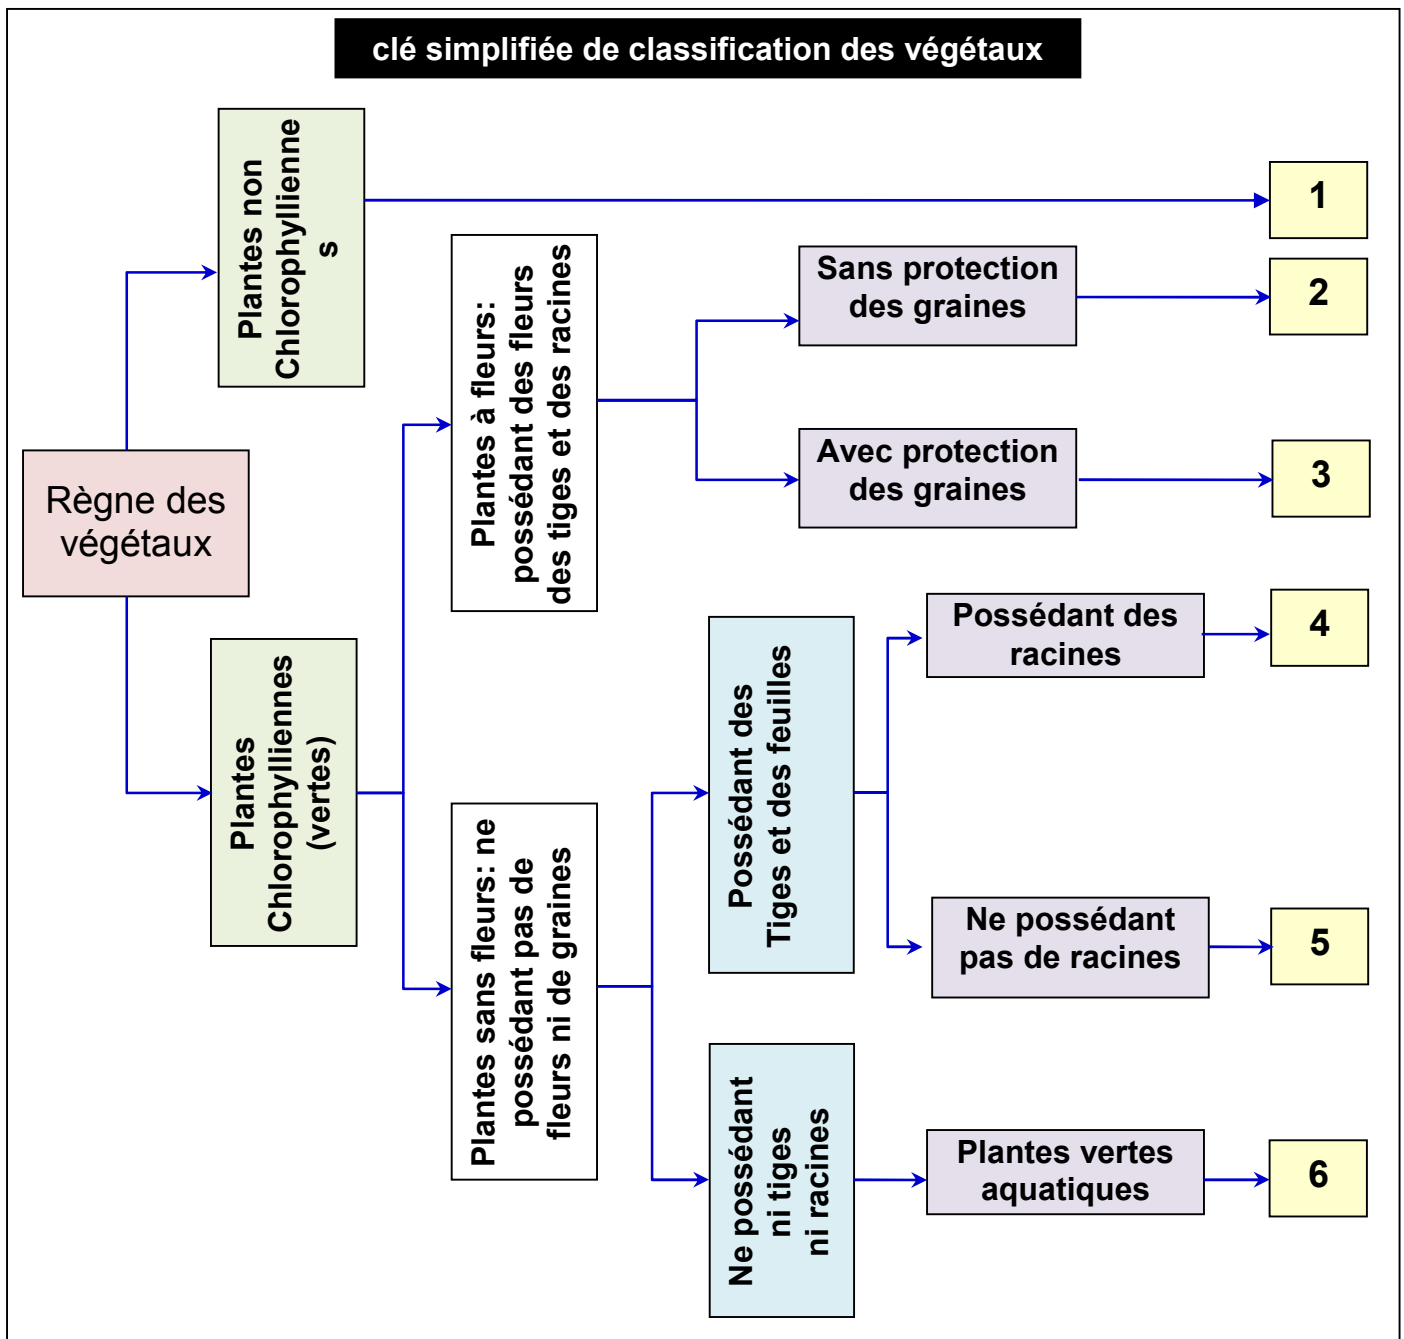 clé simplifiée de classification des végétaux
Plantes non
Chlorophyllienne
s
1
Plantes à fleurs:
possédant des fleurs
des tiges et des racines
Sans protection
des graines
2
Avec protection
des graines
3
Règne des
végétaux
Plantes
Chlorophylliennes
(vertes)
Possédant des
Tiges et des feuilles
Possédant des
racines
4
Plantes sans fleurs: ne
possédant pas de
fleurs ni de graines
Ne possédant
pas de racines
5
Ne possédant
ni tiges
ni racines
Plantes vertes
aquatiques
6